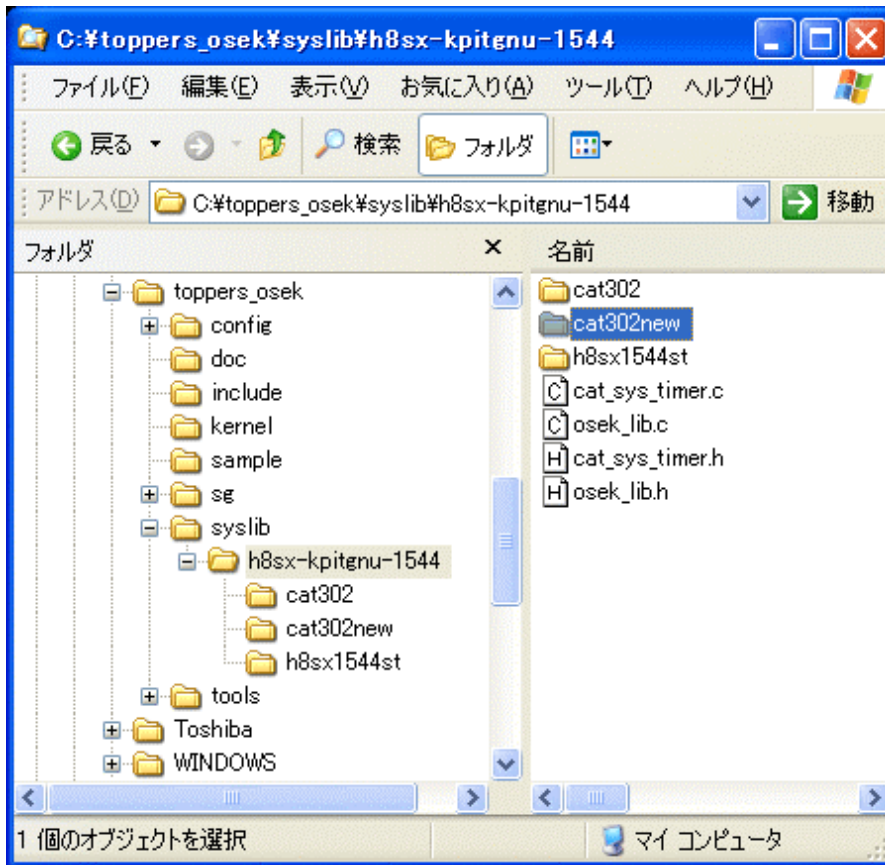 C:¥toppers_osek¥syslib¥h8sx-kpitgnu-1544
ファイル(F) 編集(E) 表示(V) お気に入り(A) ツール(T) ヘルプ(H)
戻る 検索 フォルダ
アドレス(D) C:¥toppers_osek¥syslib¥h8sx-kpitgnu-1544 移動
フォルダ × 名前
toppers_osek
config
doc
include
kernel
sample
sg
syslib
h8sx-kpitgnu-1544
cat302
cat302new
h8sx1544st
tools
Toshiba
WINDOWS
cat302
cat302new
h8sx1544st
C cat_sys_timer.c
C osek_lib.c
H cat_sys_timer.h
H osek_lib.h
1 個のオブジェクトを選択 マイ コンピュータ